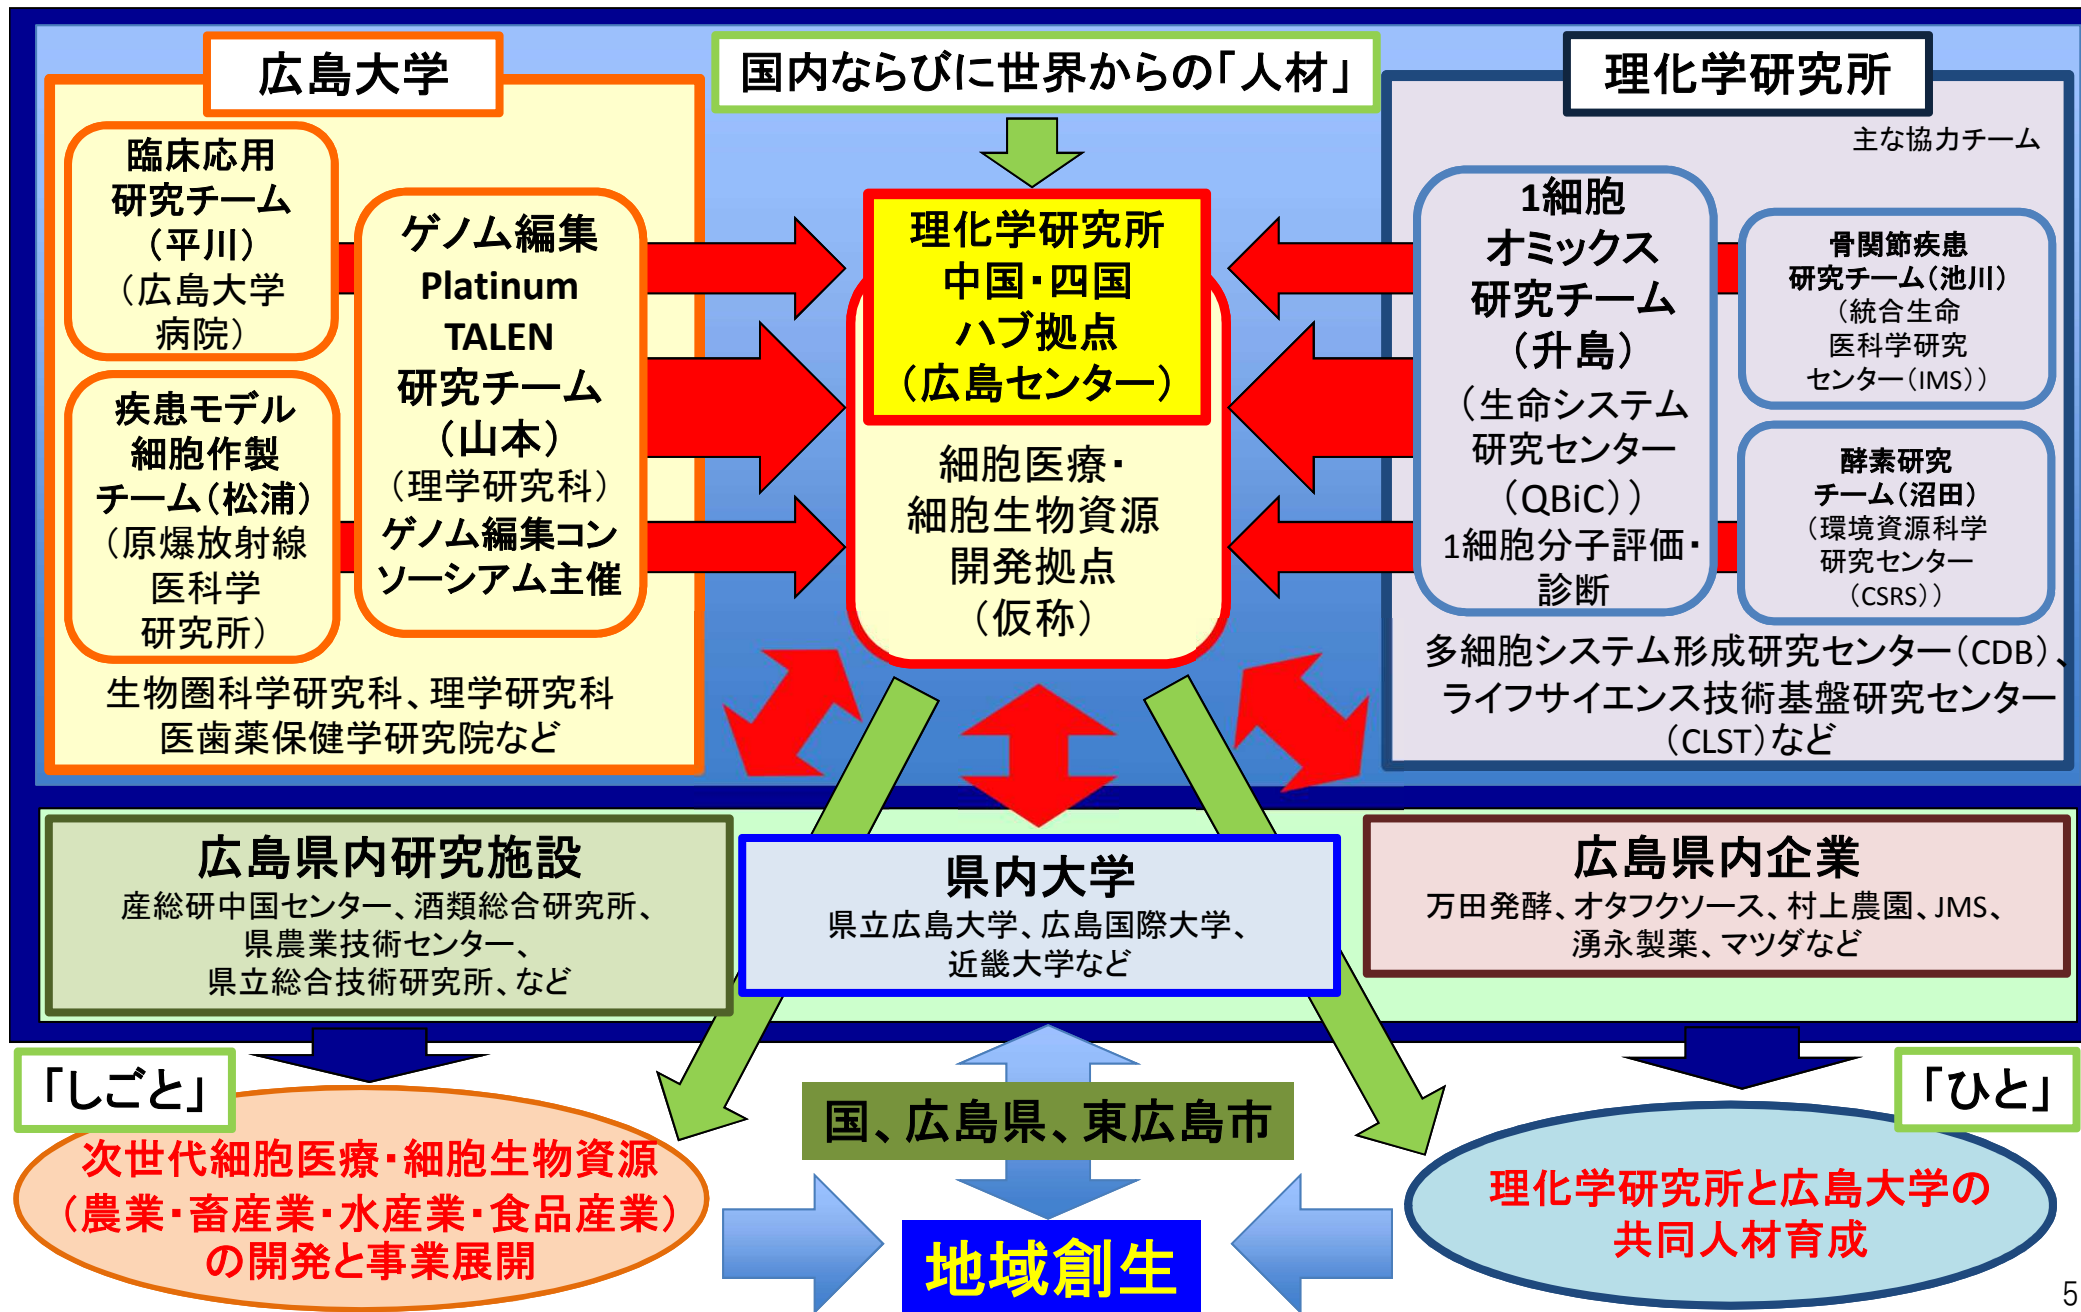 広島大学
臨床応用
研究チーム
（平川）
（広島大学
病院）
疾患モデル
細胞作製
チーム（松浦）
（原爆放射線
医科学
研究所）
ゲノム編集
Platinum
TALEN
研究チーム
（山本）
（理学研究科）
ゲノム編集コン
ソーシアム主催
生物圏科学研究科、理学研究科
医歯薬保健学研究院など
国内ならびに世界からの「人材」
理化学研究所
中国・四国
ハブ拠点
（広島センター）
細胞医療・
細胞生物資源
開発拠点
（仮称）
理化学研究所
主な協力チーム
1細胞
オミックス
研究チーム
（升島）
（生命システム
研究センター
（QBiC））
1細胞分子評価・
診断
骨関節疾患
研究チーム（池川）
（統合生命
医科学研究
センター（IMS））
酵素研究
チーム（沼田）
（環境資源科学
研究センター
（CSRS））
多細胞システム形成研究センター（CDB）、
ライフサイエンス技術基盤研究センター
（CLST）など
広島県内研究施設
産総研中国センター、酒類総合研究所、
県農業技術センター、
県立総合技術研究所、など
県内大学
県立広島大学、広島国際大学、
近畿大学など
広島県内企業
万田発酵、オタフクソース、村上農園、JMS、
湧永製薬、マツダなど
「しごと」
次世代細胞医療・細胞生物資源
（農業・畜産業・水産業・食品産業）
の開発と事業展開
国、広島県、東広島市
地域創生
「ひと」
理化学研究所と広島大学の
共同人材育成
5